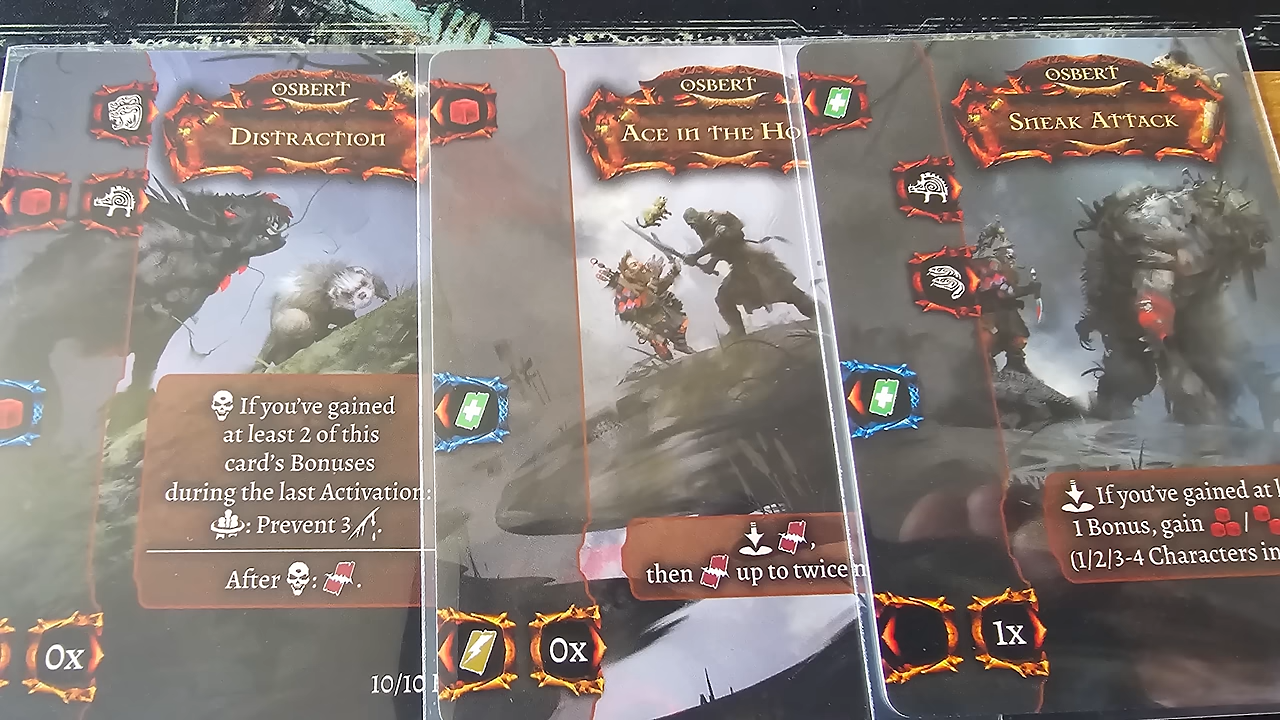 OSBERT
DISTRACTION
If you've gained
at least 2 of this
card's Bonuses
during the last Activation:
: Prevent 3 .
After : .
0x
10/10
OSBERT
ACE IN THE
,
then up to twice
0x
OSBERT
SNEAK ATTACK
If you've gained at
1 Bonus, gain /
(1/2/3-4 Characters in
1x